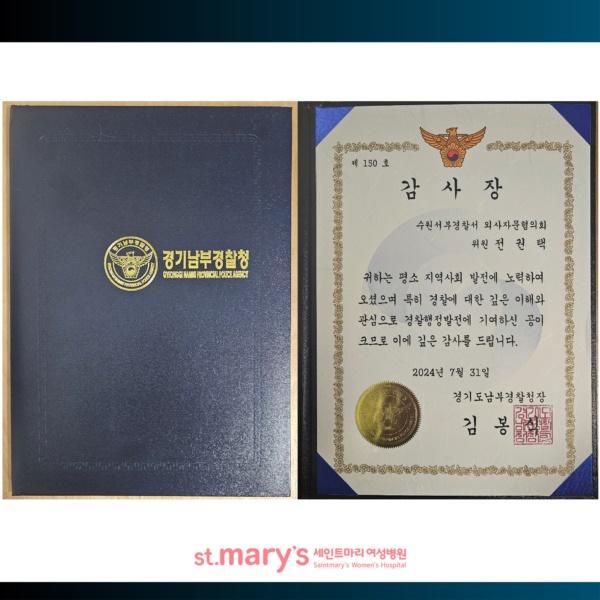 경기남부경찰청
GYEONGGI NAMBU PROVINCIAL POLICE AGENCY
제 150 호
감사장
수원서부경찰서 외사자문협의회
위원 전권택
귀하는 평소 지역사회 발전에 노력하여
오셨으며 특히 경찰에 대한 깊은 이해와
관심으로 경찰행정발전에 기여하신 공이
크므로 이에 깊은 감사를 드립니다.
2024년 7월 31일
경기도남부경찰청장
김봉식
st.mary's 세인트마리 여성병원
Saintmary's Women's Hospital